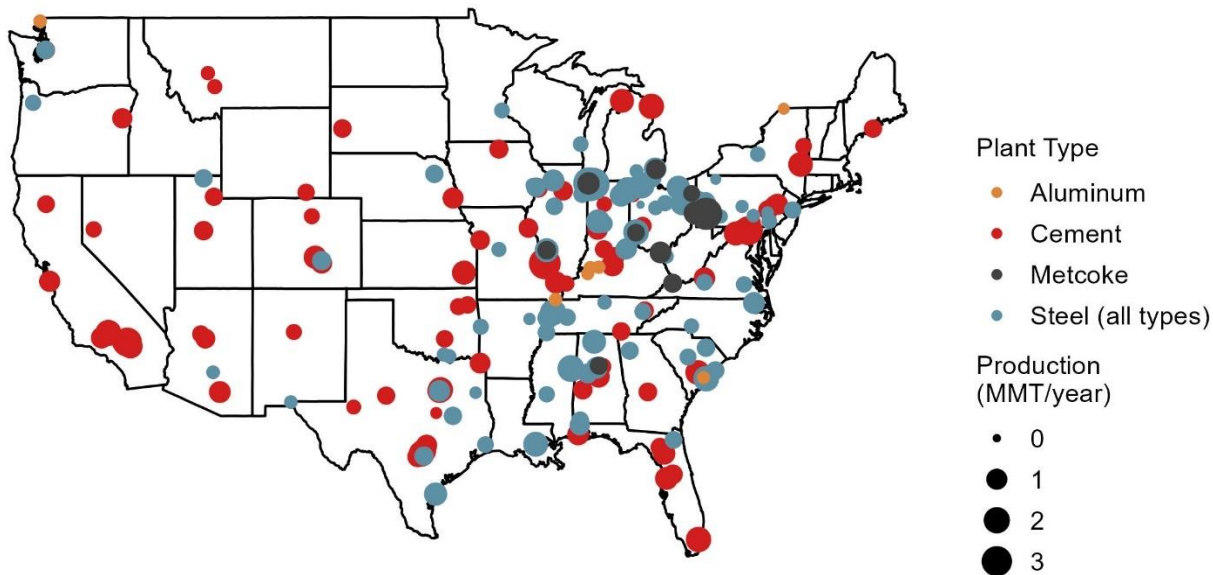 Plant Type
Aluminum
Cement
Metcoke
Steel (all types)
Production
(MMT/year)
0
1
2
3